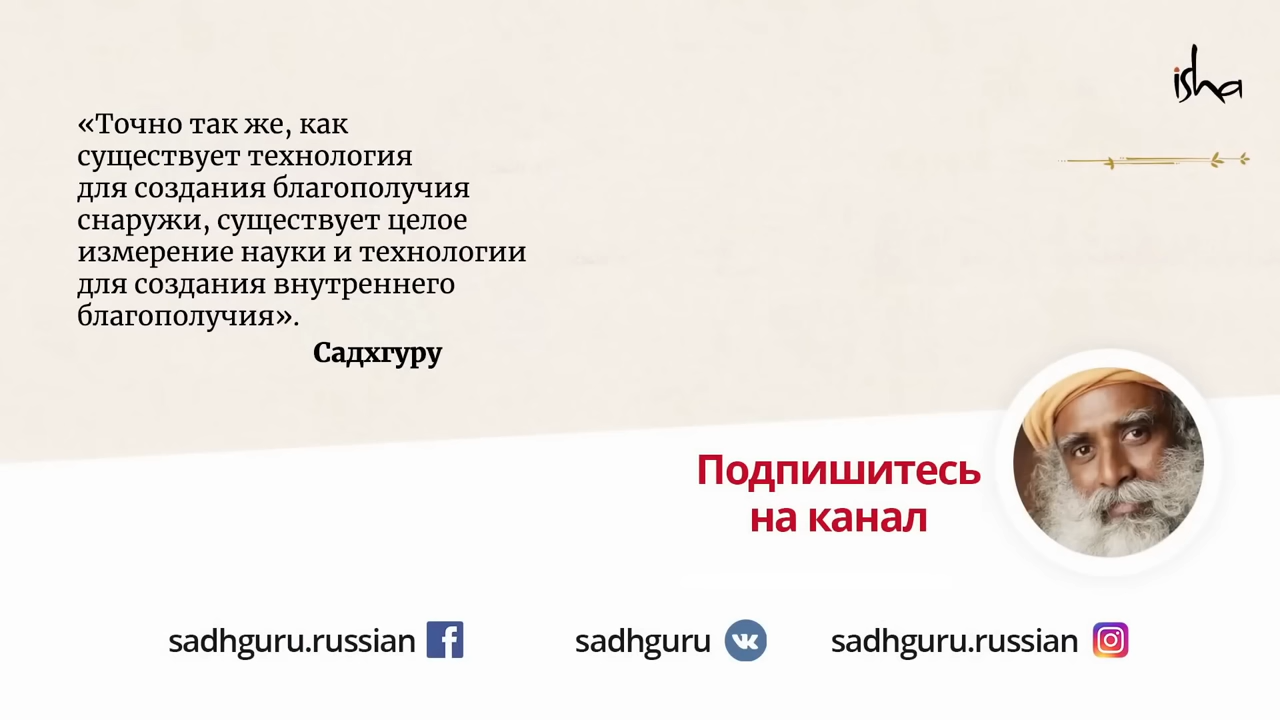 isha
«Точно так же, как
существует технология
для создания благополучия
снаружи, существует целое
измерение науки и технологии
для создания внутреннего
благополучия».
Садхгуру
Подпишитесь
на канал
sadhguru.russian
sadhguru
sadhguru.russian